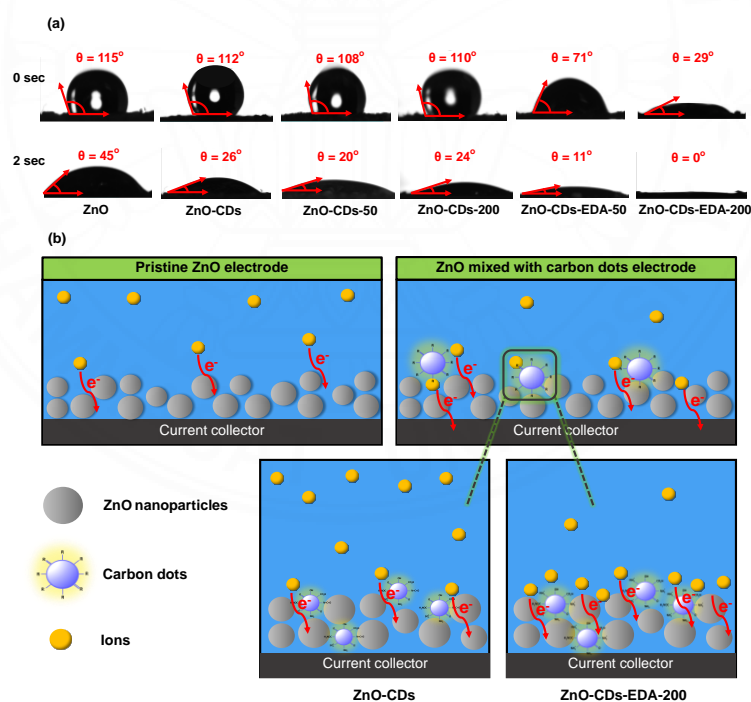 (a)
0 sec
θ = 115°
θ = 112°
θ = 108°
θ = 110°
θ = 71°
θ = 29°
2 sec
θ = 45°
θ = 26°
θ = 20°
θ = 24°
θ = 11°
θ = 0°
ZnO
ZnO-CDs
ZnO-CDs-50
ZnO-CDs-200
ZnO-CDs-EDA-50
ZnO-CDs-EDA-200
(b)
Pristine ZnO electrode
ZnO mixed with carbon dots electrode
e-
e-
e-
e-
e-
e-
e-
Current collector
Current collector
ZnO nanoparticles
Carbon dots
Ions
e-
e-
e-
e-
e-
e-
e-
Current collector
Current collector
ZnO-CDs
ZnO-CDs-EDA-200